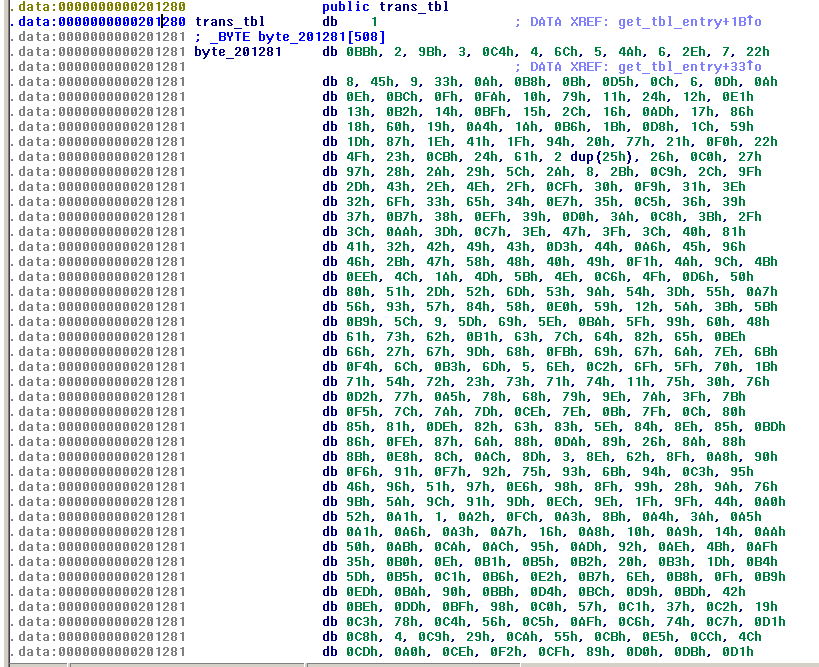 .data:0000000000201280 public trans_tbl
.data:0000000000201280 trans_tbl db 1 ; DATA XREF: get_tbl_entry+1B↑o
.data:0000000000201281 ; _BYTE byte_201281[508]
.data:0000000000201281 byte_201281 db 0BBh, 2, 9Bh, 3, 0C4h, 4, 6Ch, 5, 4Ah, 6, 2Eh, 7, 22h
.data:0000000000201281 ; DATA XREF: get_tbl_entry+33↑o
.data:0000000000201281 db 8, 45h, 9, 33h, 0Ah, 0B8h, 0Bh, 0D5h, 0Ch, 6, 0Dh, 0Ah
.data:0000000000201281 db 0Eh, 0BCh, 0Fh, 0FAh, 10h, 79h, 11h, 24h, 12h, 0E1h
.data:0000000000201281 db 13h, 0B2h, 14h, 0BFh, 15h, 2Ch, 16h, 0ADh, 17h, 86h
.data:0000000000201281 db 18h, 60h, 19h, 0A4h, 1Ah, 0B6h, 1Bh, 0D8h, 1Ch, 59h
.data:0000000000201281 db 1Dh, 87h, 1Eh, 41h, 1Fh, 94h, 20h, 77h, 21h, 0F0h, 22h
.data:0000000000201281 db 4Fh, 23h, 0CBh, 24h, 61h, 2 dup(25h), 26h, 0C0h, 27h
.data:0000000000201281 db 97h, 28h, 2Ah, 29h, 5Ch, 2Ah, 8, 2Bh, 0C9h, 2Ch, 9Fh
.data:0000000000201281 db 2Dh, 43h, 2Eh, 4Eh, 2Fh, 0CFh, 30h, 0F9h, 31h, 3Eh
.data:0000000000201281 db 32h, 6Fh, 33h, 65h, 34h, 0E7h, 35h, 0C5h, 36h, 39h
.data:0000000000201281 db 37h, 0B7h, 38h, 0EFh, 39h, 0D0h, 3Ah, 0C8h, 3Bh, 2Fh
.data:0000000000201281 db 3Ch, 0AAh, 3Dh, 0C7h, 3Eh, 47h, 3Fh, 3Ch, 40h, 81h
.data:0000000000201281 db 41h, 32h, 42h, 49h, 43h, 0D3h, 44h, 0A6h, 45h, 96h
.data:0000000000201281 db 46h, 2Bh, 47h, 58h, 48h, 40h, 49h, 0F1h, 4Ah, 9Ch, 4Bh
.data:0000000000201281 db 0EEh, 4Ch, 1Ah, 4Dh, 5Bh, 4Eh, 0C6h, 4Fh, 0D6h, 50h
.data:0000000000201281 db 80h, 51h, 2Dh, 52h, 6Dh, 53h, 9Ah, 54h, 3Dh, 55h, 0A7h
.data:0000000000201281 db 56h, 93h, 57h, 84h, 58h, 0E0h, 59h, 12h, 5Ah, 3Bh, 5Bh
.data:0000000000201281 db 0B9h, 5Ch, 9, 5Dh, 69h, 5Eh, 0BAh, 5Fh, 99h, 60h, 48h
.data:0000000000201281 db 61h, 73h, 62h, 0B1h, 63h, 7Ch, 64h, 82h, 65h, 0BEh
.data:0000000000201281 db 66h, 27h, 67h, 9Dh, 68h, 0FBh, 69h, 67h, 6Ah, 7Eh, 6Bh
.data:0000000000201281 db 0F4h, 6Ch, 0B3h, 6Dh, 5, 6Eh, 0C2h, 6Fh, 5Fh, 70h, 1Bh
.data:0000000000201281 db 71h, 54h, 72h, 23h, 73h, 71h, 74h, 11h, 75h, 30h, 76h
.data:0000000000201281 db 0D2h, 77h, 0A5h, 78h, 68h, 79h, 9Eh, 7Ah, 3Fh, 7Bh
.data:0000000000201281 db 0F5h, 7Ch, 7Ah, 7Dh, 0CEh, 7Eh, 0Bh, 7Fh, 0Ch, 80h
.data:0000000000201281 db 85h, 81h, 0DEh, 82h, 63h, 83h, 5Eh, 84h, 8Eh, 85h, 0BDh
.data:0000000000201281 db 86h, 0FEh, 87h, 6Ah, 88h, 0DAh, 89h, 26h, 8Ah, 88h
.data:0000000000201281 db 8Bh, 0E8h, 8Ch, 0ACh, 8Dh, 3, 8Eh, 62h, 8Fh, 0A8h, 90h
.data:0000000000201281 db 0F6h, 91h, 0F7h, 92h, 75h, 93h, 6Bh, 94h, 0C3h, 95h
.data:0000000000201281 db 46h, 96h, 51h, 97h, 0E6h, 98h, 8Fh, 99h, 28h, 9Ah, 76h
.data:0000000000201281 db 9Bh, 5Ah, 9Ch, 91h, 9Dh, 0ECh, 9Eh, 1Fh, 9Fh, 44h, 0A0h
.data:0000000000201281 db 52h, 0A1h, 1, 0A2h, 0FCh, 0A3h, 8Bh, 0A4h, 3Ah, 0A5h
.data:0000000000201281 db 0A1h, 0A6h, 0A3h, 0A7h, 16h, 0A8h, 10h, 0A9h, 14h, 0AAh
.data:0000000000201281 db 50h, 0ABh, 0CAh, 0ACh, 95h, 0ADh, 92h, 0AEh, 4Bh, 0AFh
.data:0000000000201281 db 35h, 0B0h, 0Eh, 0B1h, 0B5h, 0B2h, 20h, 0B3h, 1Dh, 0B4h
.data:0000000000201281 db 5Dh, 0B5h, 0C1h, 0B6h, 0E2h, 0B7h, 6Eh, 0B8h, 0Fh, 0B9h
.data:0000000000201281 db 0EDh, 0BAh, 90h, 0BBh, 0D4h, 0BCh, 0D9h, 0BDh, 42h
.data:0000000000201281 db 0BEh, 0DDh, 0BFh, 98h, 0C0h, 57h, 0C1h, 37h, 0C2h, 19h
.data:0000000000201281 db 0C3h, 78h, 0C4h, 56h, 0C5h, 0AFh, 0C6h, 74h, 0C7h, 0D1h
.data:0000000000201281 db 0C8h, 4, 0C9h, 29h, 0CAh, 55h, 0CBh, 0E5h, 0CCh, 4Ch
.data:0000000000201281 db 0CDh, 0A0h, 0CEh, 0F2h, 0CFh, 89h, 0D0h, 0DBh, 0D1h